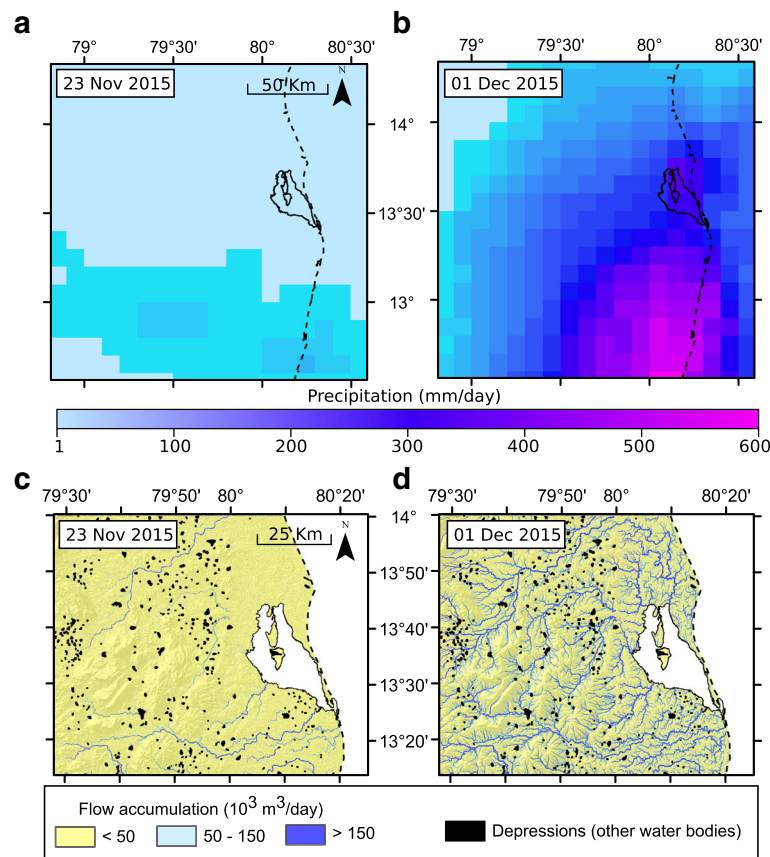 a
79° 79°30' 80° 80°30'
23 Nov 2015
50 Km
N
b
79° 79°30' 80° 80°30'
01 Dec 2015
14°
13°30'
13°
Precipitation (mm/day)
1 100 200 300 400 500 600
c
79°30' 79°50' 80° 80°20'
23 Nov 2015
25 Km
N
d
79°30' 79°50' 80° 80°20'
01 Dec 2015
14°
13°50'
13°40'
13°30'
13°20'
Flow accumulation (10³ m³/day)
< 50 50 - 150 > 150
Depressions (other water bodies)